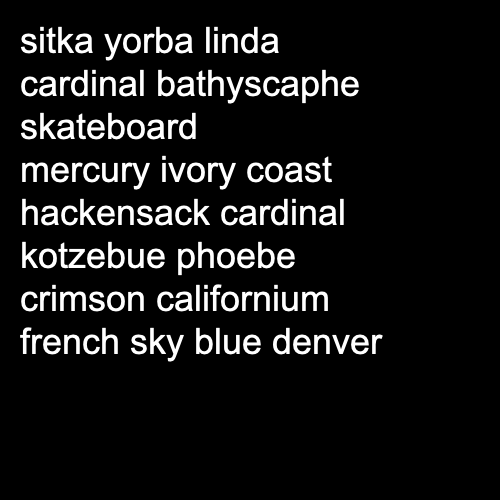 sitka yorba linda
cardinal bathyscaphe
skateboard
mercury ivory coast
hackensack cardinal
kotzebue phoebe
crimson californium
french sky blue denver